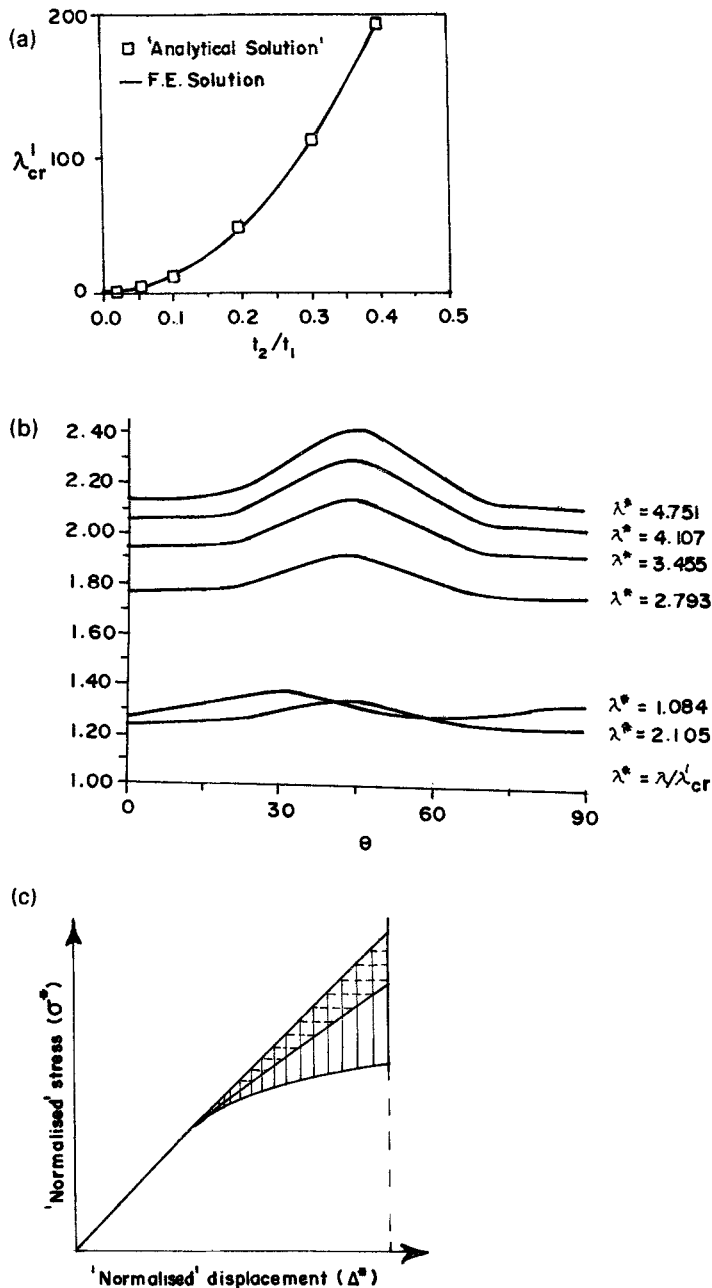 (a)
200
100
0
λ'cr
□ 'Analytical Solution'
— F.E. Solution
0.0 0.1 0.2 0.3 0.4 0.5
t₂/t₁
(b)
2.40
2.20
2.00
1.80
1.60
1.40
1.20
1.00
λ* = 4.751
λ* = 4.107
λ* = 3.455
λ* = 2.793
λ* = 1.084
λ* = 2.105
λ* = λ/λ'cr
0 30 60 90
θ
(c)
'Normalised' stress (σ*)
'Normalised' displacement (Δ*)